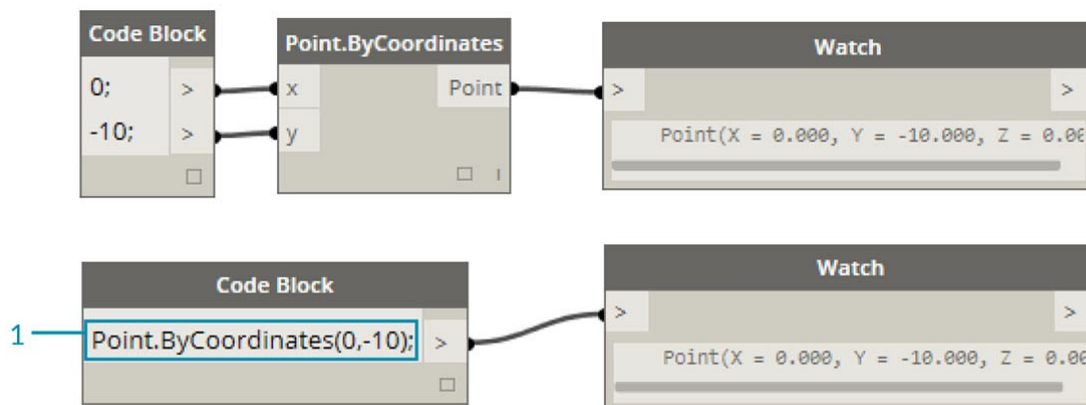 Code Block
0; >
-10; >
Point.ByCoordinates
x Point
y
Watch
> >
Point(X = 0.000, Y = -10.000, Z = 0.00
Code Block
1 Point.ByCoordinates(0,-10); >
Watch
> >
Point(X = 0.000, Y = -10.000, Z = 0.00